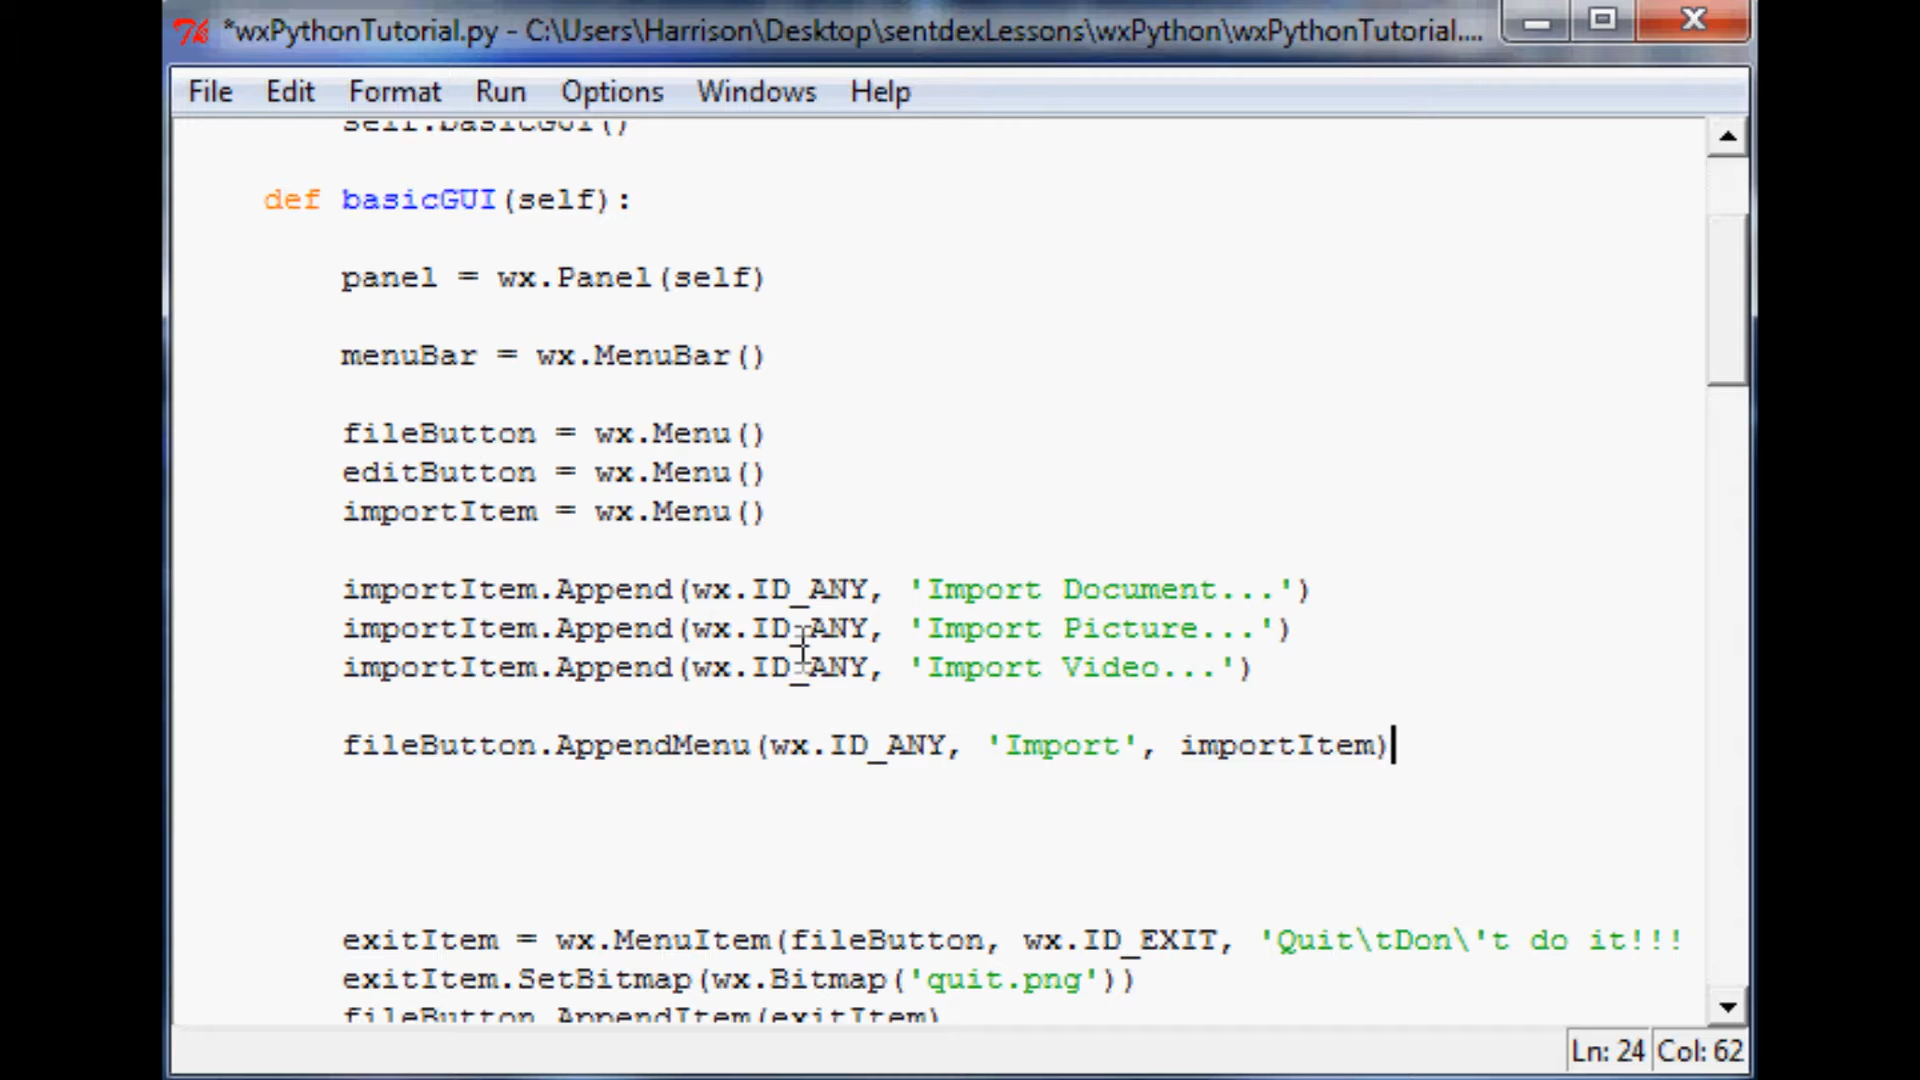 *wxPythonTutorial.py - C:\Users\Harrison\Desktop\sentdexLessons\wxPython\wxPythonTutorial....
File Edit Format Run Options Windows Help
self.basicGUI()
def basicGUI(self):
panel = wx.Panel(self)
menuBar = wx.MenuBar()
fileButton = wx.Menu()
editButton = wx.Menu()
importItem = wx.Menu()
importItem.Append(wx.ID_ANY, 'Import Document...')
importItem.Append(wx.ID_ANY, 'Import Picture...')
importItem.Append(wx.ID_ANY, 'Import Video...')
fileButton.AppendMenu(wx.ID_ANY, 'Import', importItem)
exitItem = wx.MenuItem(fileButton, wx.ID_EXIT, 'Quit\tDon\'t do it!!!
exitItem.SetBitmap(wx.Bitmap('quit.png'))
fileButton.AppendItem(exitItem)
Ln: 24 Col: 62